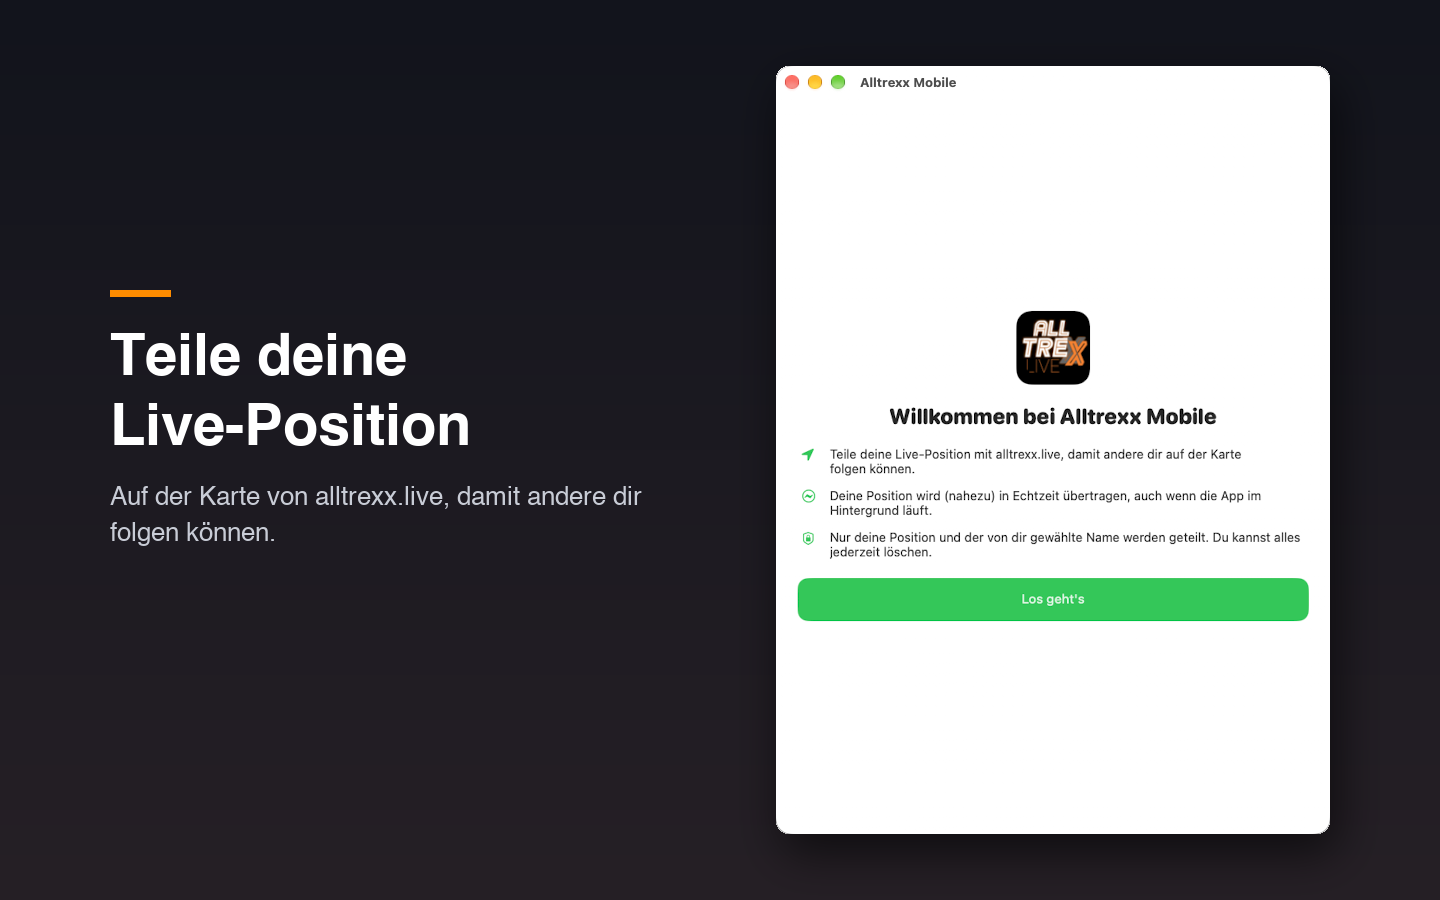 Teile deine
Live-Position
Auf der Karte von alltrexx.live, damit andere dir
folgen können.
Alltrexx Mobile
ALL
TREXX
LIVE
Willkommen bei Alltrexx Mobile
Teile deine Live-Position mit alltrexx.live, damit andere dir auf der Karte
folgen können.
Deine Position wird (nahezu) in Echtzeit übertragen, auch wenn die App im
Hintergrund läuft.
Nur deine Position und der von dir gewählte Name werden geteilt. Du kannst alles
jederzeit löschen.
Los geht's